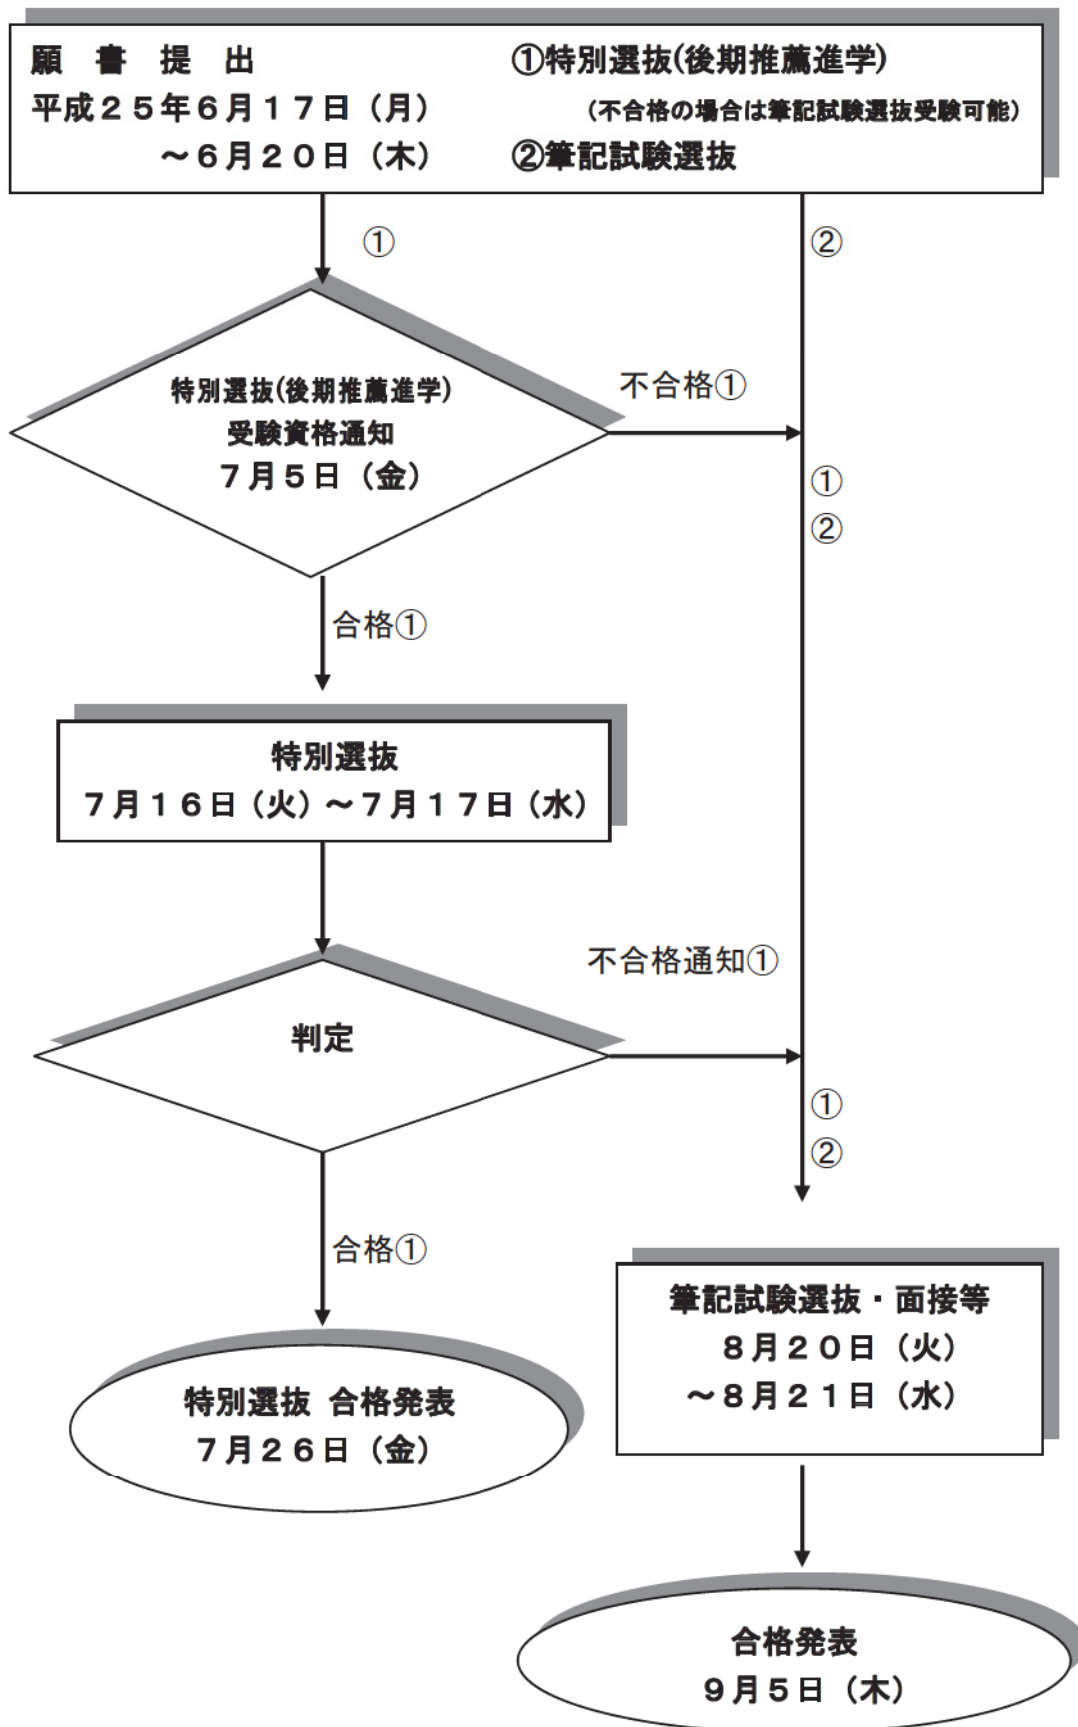 願 書 提 出
平成25年6月17日（月）
～6月20日（木）
①特別選抜(後期推薦進学)
(不合格の場合は筆記試験選抜受験可能)
②筆記試験選抜
①
②
特別選抜(後期推薦進学)
受験資格通知
7月5日（金）
不合格①
①
②
合格①
特別選抜
7月16日（火）～7月17日（水）
不合格通知①
判定
①
②
合格①
筆記試験選抜・面接等
8月20日（火）
～8月21日（水）
特別選抜 合格発表
7月26日（金）
合格発表
9月5日（木）